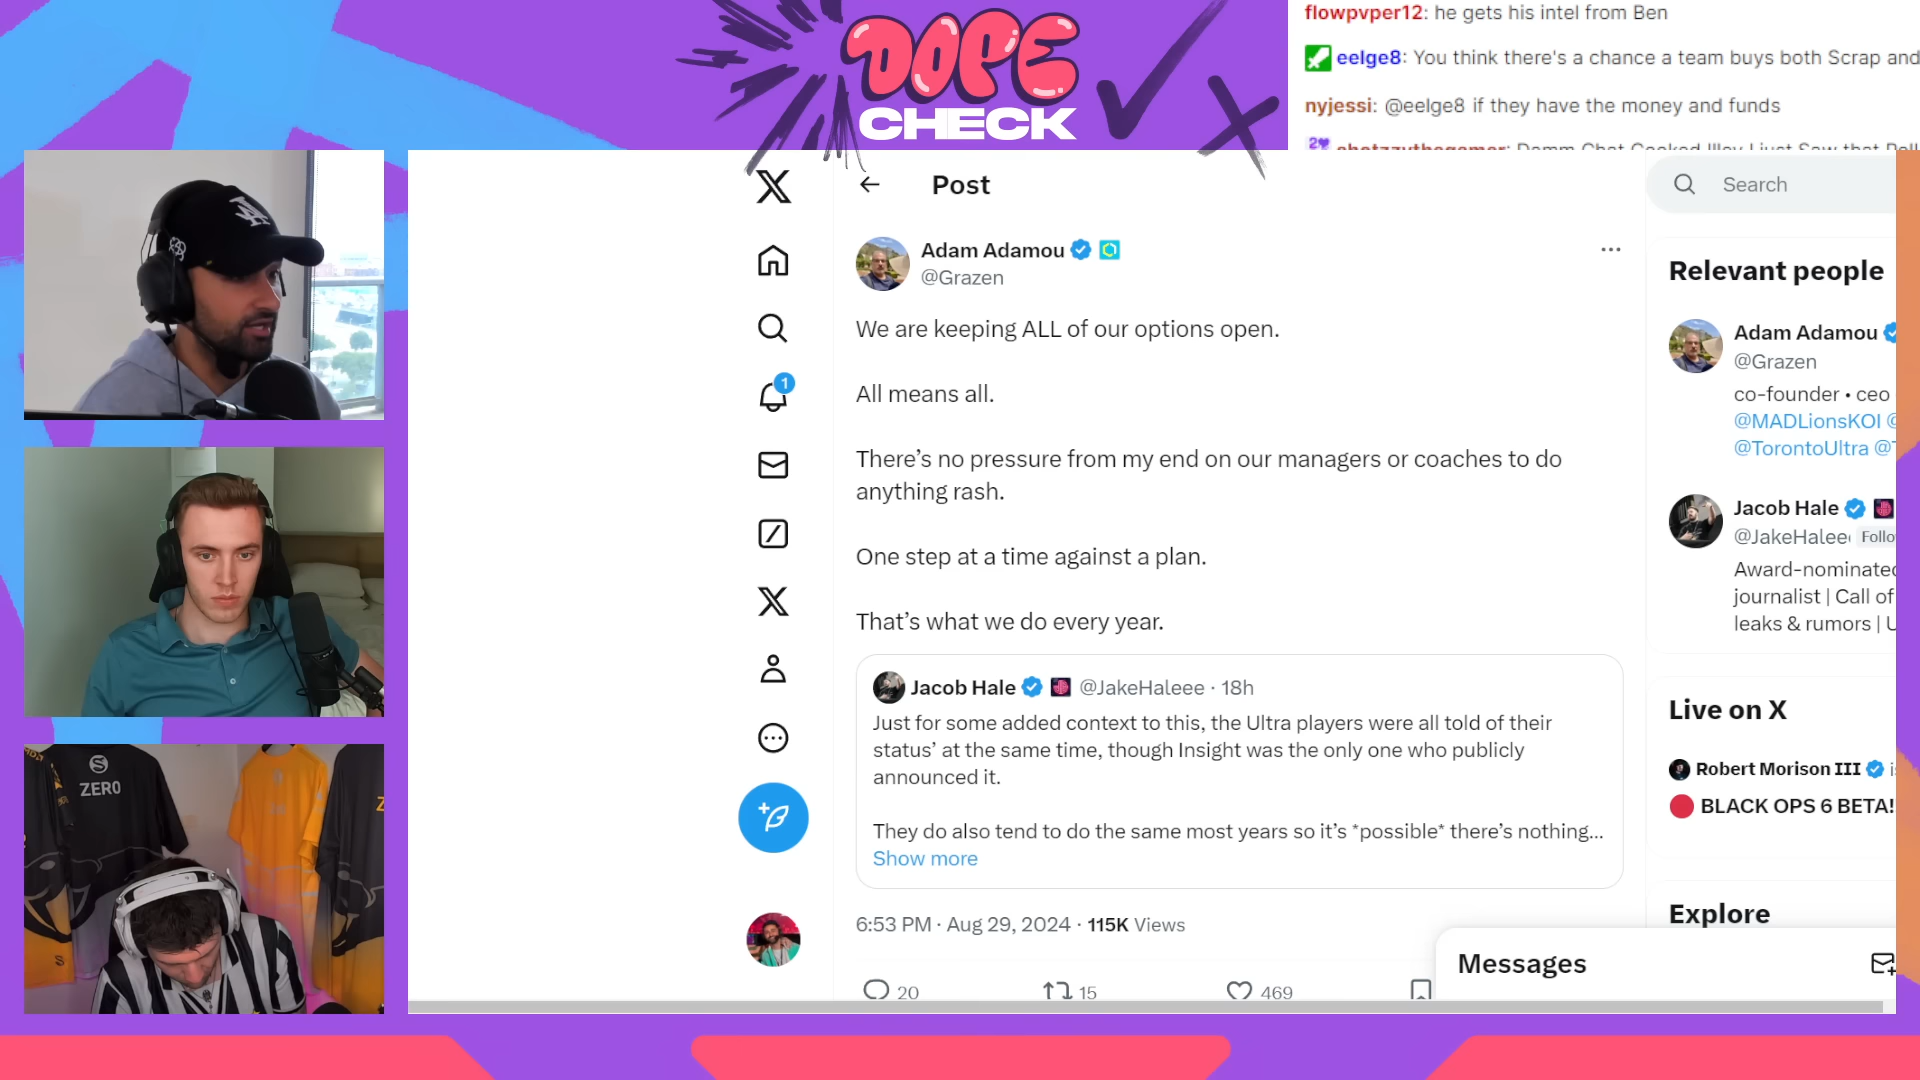 DOPE
CHECK
flowpvper12: he gets his intel from Ben
eelge8: You think there's a chance a team buys both Scrap and
nyjessi: @eelge8 if they have the money and funds
Post
Search
Adam Adamou
@Grazen
We are keeping ALL of our options open.
All means all.
There's no pressure from my end on our managers or coaches to do
anything rash.
One step at a time against a plan.
That's what we do every year.
Jacob Hale @JakeHaleee · 18h
Just for some added context to this, the Ultra players were all told of their
status' at the same time, though Insight was the only one who publicly
announced it.
They do also tend to do the same most years so it's *possible* there's nothing...
Show more
6:53 PM · Aug 29, 2024 · 115K Views
20
15
469
1
Relevant people
Adam Adamou
@Grazen
co-founder • ceo
@MADLionsKOI
@TorontoUltra
Jacob Hale
@JakeHalee
Follo
Award-nominated
journalist | Call of
leaks & rumors |
Live on X
Robert Morison III
BLACK OPS 6 BETA!
Explore
Messages
ZERO